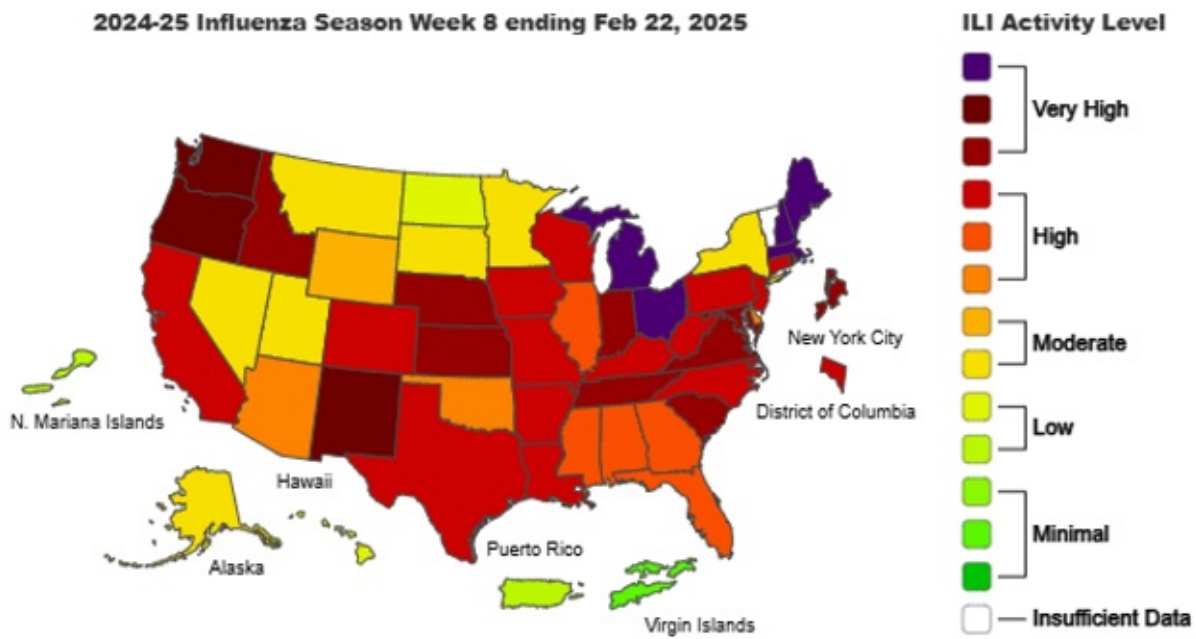 2024-25 Influenza Season Week 8 ending Feb 22, 2025
ILI Activity Level
Very High
High
Moderate
Low
Minimal
Insufficient Data
New York City
District of Columbia
N. Mariana Islands
Hawaii
Alaska
Puerto Rico
Virgin Islands